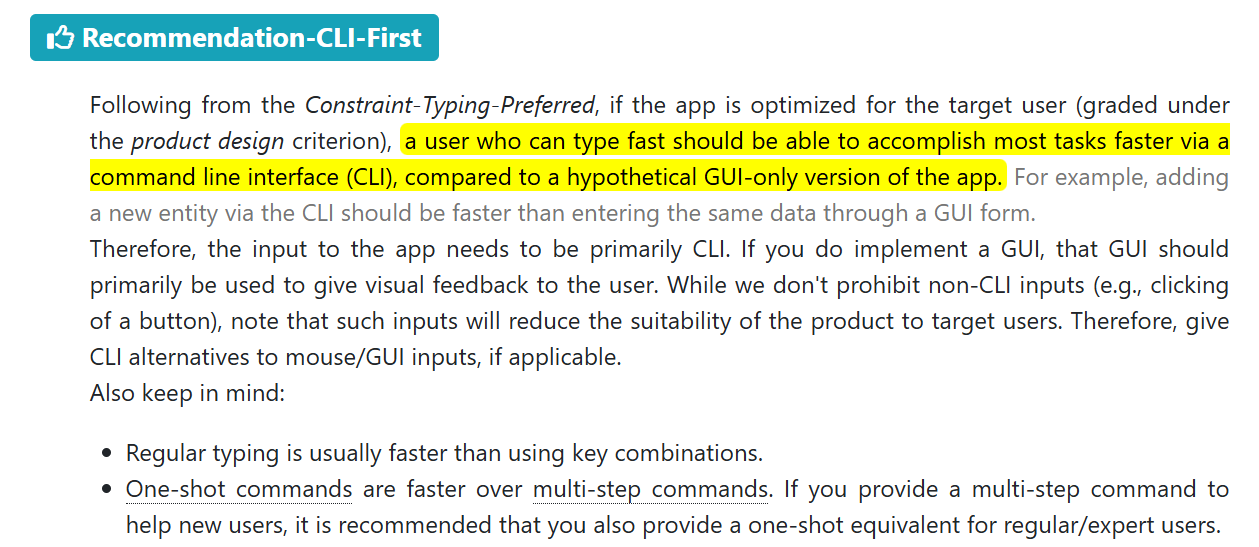 Recommendation-CLI-First
Following from the Constraint-Typing-Preferred, if the app is optimized for the target user (graded under
the product design criterion), a user who can type fast should be able to accomplish most tasks faster via a
command line interface (CLI), compared to a hypothetical GUI-only version of the app. For example, adding
a new entity via the CLI should be faster than entering the same data through a GUI form.
Therefore, the input to the app needs to be primarily CLI. If you do implement a GUI, that GUI should
primarily be used to give visual feedback to the user. While we don't prohibit non-CLI inputs (e.g., clicking
of a button), note that such inputs will reduce the suitability of the product to target users. Therefore, give
CLI alternatives to mouse/GUI inputs, if applicable.
Also keep in mind:
• Regular typing is usually faster than using key combinations.
• One-shot commands are faster over multi-step commands. If you provide a multi-step command to
help new users, it is recommended that you also provide a one-shot equivalent for regular/expert users.